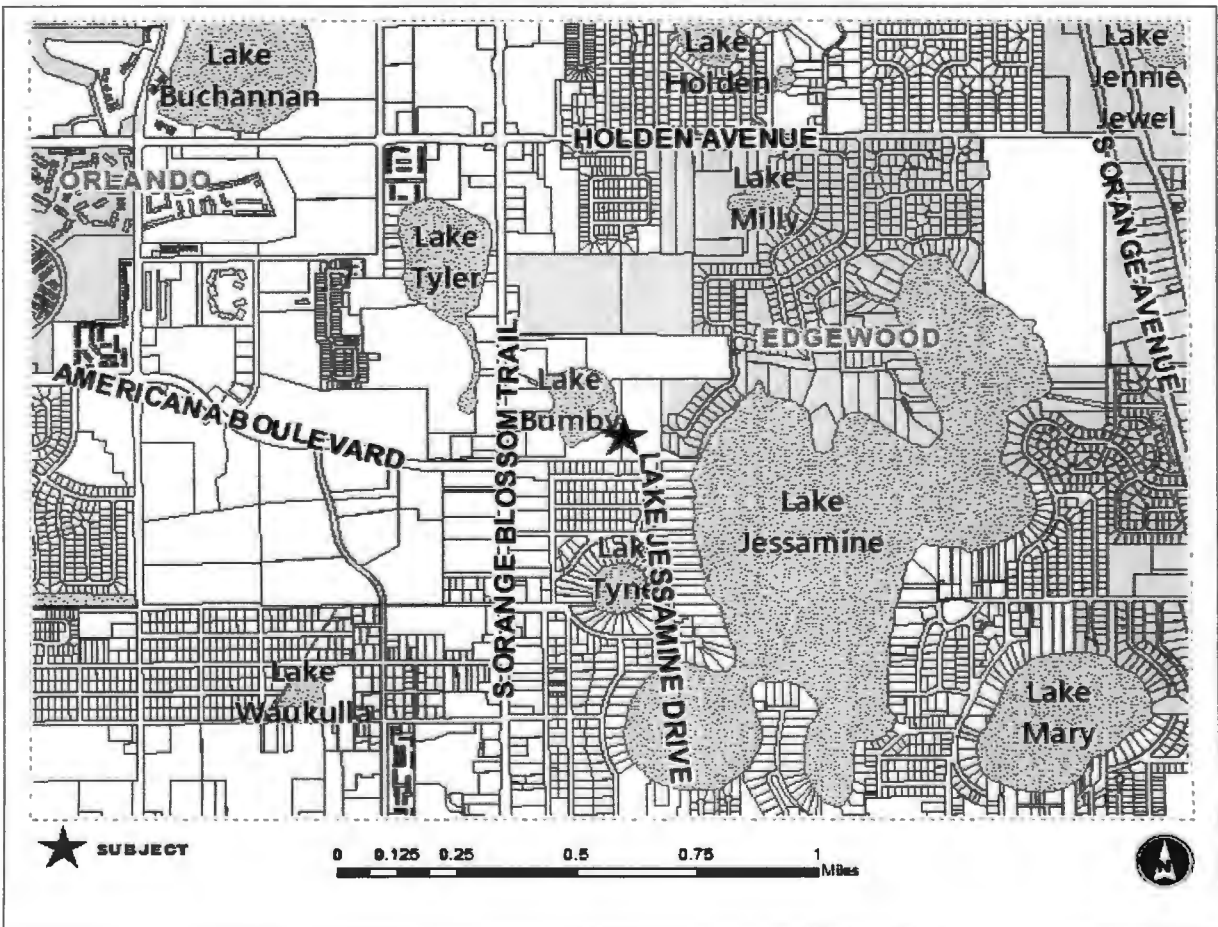 Lake
Buchannan
Lake
Holden
Lake
Jennie
Jewel
HOLDEN AVENUE
ORLANDO
Lake
Milly
S ORANGE AVENUE
Lake
Tyler
EDGEWOOD
AMERICANA BOULEVARD
S ORANGE BLOSSOM TRAIL
Lake
Bumby
LAKE JESSAMINE DRIVE
Lake
Jessamine
Lake
Tyner
Lake
Waukulla
Lake
Mary
SUBJECT
0 0.125 0.25 0.5 0.75 1
Miles
N